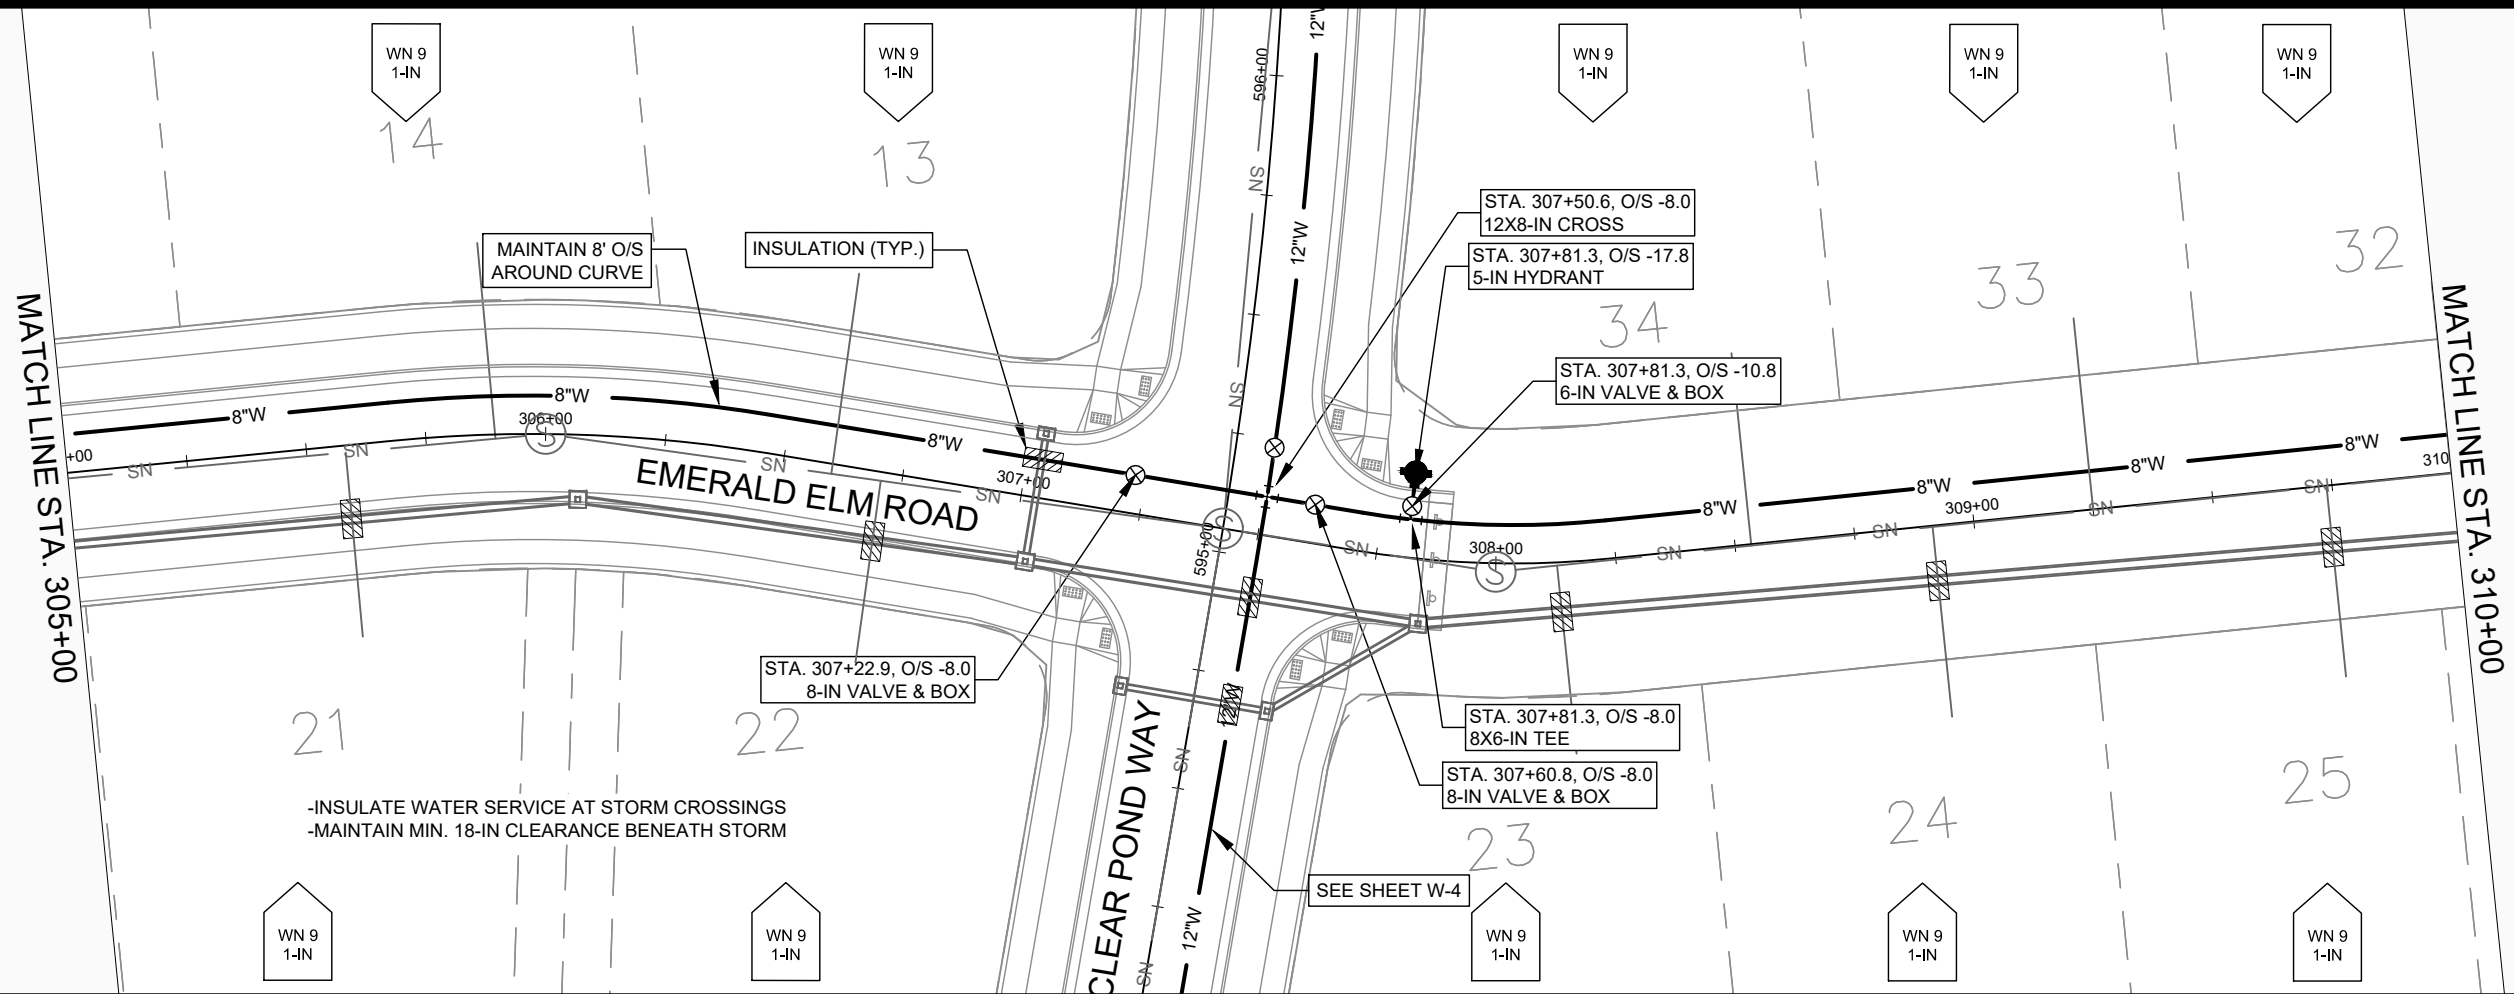 WN 9
1-IN
WN 9
1-IN
WN 9
1-IN
WN 9
1-IN
WN 9
1-IN
14
13
34
33
32
596+00
12"W
SN
12"W
SN
STA. 307+50.6, O/S -8.0
12X8-IN CROSS
STA. 307+81.3, O/S -17.8
5-IN HYDRANT
STA. 307+81.3, O/S -10.8
6-IN VALVE & BOX
MAINTAIN 8' O/S
AROUND CURVE
INSULATION (TYP.)
MATCH LINE STA. 305+00
MATCH LINE STA. 310+00
8"W
8"W
8"W
8"W
8"W
8"W
8"W
+00
SN
SN
306+00
S
SN
307+00
SN
EMERALD ELM ROAD
595+00
S
SN
308+00
S
SN
SN
309+00
SN
SN
310
STA. 307+22.9, O/S -8.0
8-IN VALVE & BOX
12"W
STA. 307+81.3, O/S -8.0
8X6-IN TEE
STA. 307+60.8, O/S -8.0
8-IN VALVE & BOX
CLEAR POND WAY
SN
SN
12"W
SEE SHEET W-4
21
22
23
24
25
-INSULATE WATER SERVICE AT STORM CROSSINGS
-MAINTAIN MIN. 18-IN CLEARANCE BENEATH STORM
WN 9
1-IN
WN 9
1-IN
WN 9
1-IN
WN 9
1-IN
WN 9
1-IN